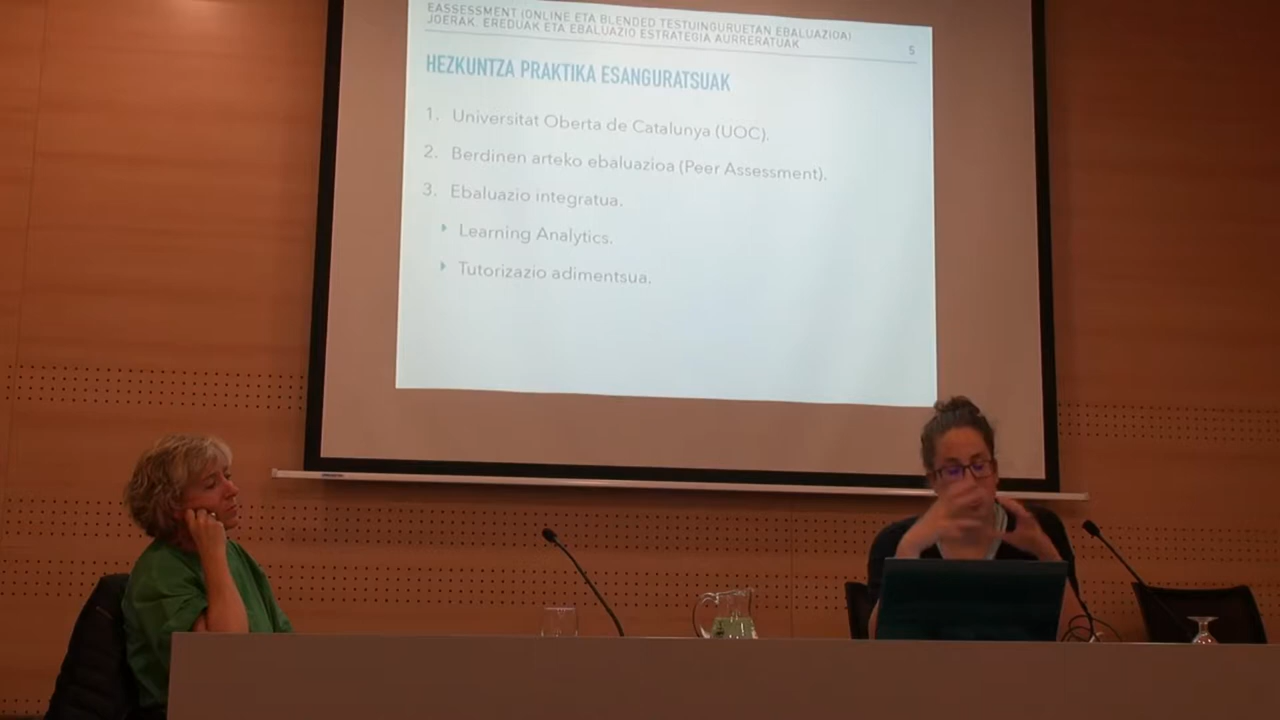 EASSESSMENT (ONLINE ETA BLENDED TESTUINGURUETAN EBALUAZIOA)
JOERAK. EREDUAK ETA EBALUAZIO ESTRATEGIA AURRERATUAK
5
HEZKUNTZA PRAKTIKA ESANGURATSUAK
1. Universitat Oberta de Catalunya (UOC).
2. Berdinen arteko ebaluazioa (Peer Assessment).
3. Ebaluazio integratua.
Learning Analytics.
Tutorizazio adimentsua.